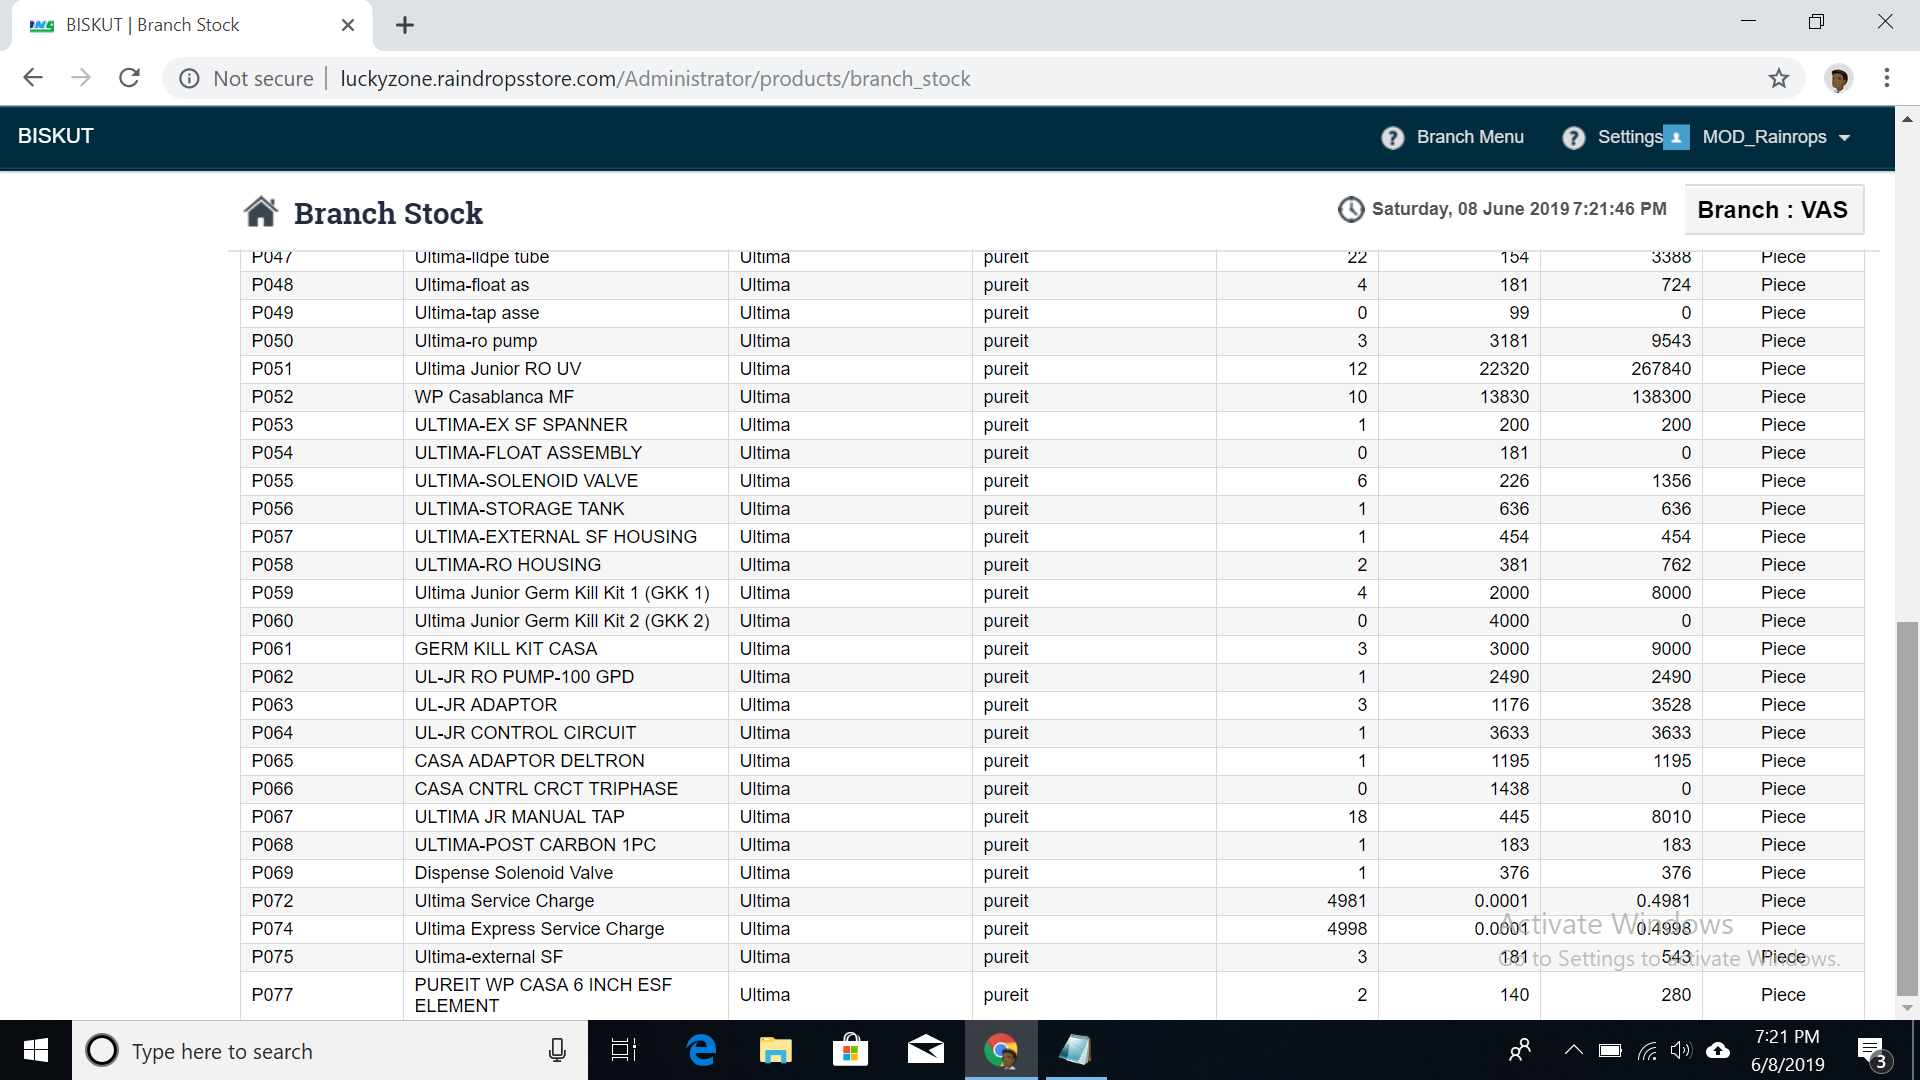 BISKUT | Branch Stock
Not secure | luckyzone.raindropsstore.com/Administrator/products/branch_stock
BISKUT
? Branch Menu ? Settings MOD_Rainrops
Branch Stock Saturday, 08 June 2019 7:21:46 PM Branch : VAS
P047 Ultima-lldpe tube Ultima pureit 22 154 3388 Piece
P048 Ultima-float as Ultima pureit 4 181 724 Piece
P049 Ultima-tap asse Ultima pureit 0 99 0 Piece
P050 Ultima-ro pump Ultima pureit 3 3181 9543 Piece
P051 Ultima Junior RO UV Ultima pureit 12 22320 267840 Piece
P052 WP Casablanca MF Ultima pureit 10 13830 138300 Piece
P053 ULTIMA-EX SF SPANNER Ultima pureit 1 200 200 Piece
P054 ULTIMA-FLOAT ASSEMBLY Ultima pureit 0 181 0 Piece
P055 ULTIMA-SOLENOID VALVE Ultima pureit 6 226 1356 Piece
P056 ULTIMA-STORAGE TANK Ultima pureit 1 636 636 Piece
P057 ULTIMA-EXTERNAL SF HOUSING Ultima pureit 1 454 454 Piece
P058 ULTIMA-RO HOUSING Ultima pureit 2 381 762 Piece
P059 Ultima Junior Germ Kill Kit 1 (GKK 1) Ultima pureit 4 2000 8000 Piece
P060 Ultima Junior Germ Kill Kit 2 (GKK 2) Ultima pureit 0 4000 0 Piece
P061 GERM KILL KIT CASA Ultima pureit 3 3000 9000 Piece
P062 UL-JR RO PUMP-100 GPD Ultima pureit 1 2490 2490 Piece
P063 UL-JR ADAPTOR Ultima pureit 3 1176 3528 Piece
P064 UL-JR CONTROL CIRCUIT Ultima pureit 1 3633 3633 Piece
P065 CASA ADAPTOR DELTRON Ultima pureit 1 1195 1195 Piece
P066 CASA CNTRL CRCT TRIPHASE Ultima pureit 0 1438 0 Piece
P067 ULTIMA JR MANUAL TAP Ultima pureit 18 445 8010 Piece
P068 ULTIMA-POST CARBON 1PC Ultima pureit 1 183 183 Piece
P069 Dispense Solenoid Valve Ultima pureit 1 376 376 Piece
P072 Ultima Service Charge Ultima pureit 4981 0.0001 0.4981 Piece
P074 Ultima Express Service Charge Ultima pureit 4998 0.0001 0.4998 Piece
Activate Windows
P075 Ultima-external SF Ultima pureit 3 181 543 Piece
Go to Settings to activate Windows.
P077 PUREIT WP CASA 6 INCH ESF ELEMENT Ultima pureit 2 140 280 Piece
Type here to search
7:21 PM
6/8/2019
3